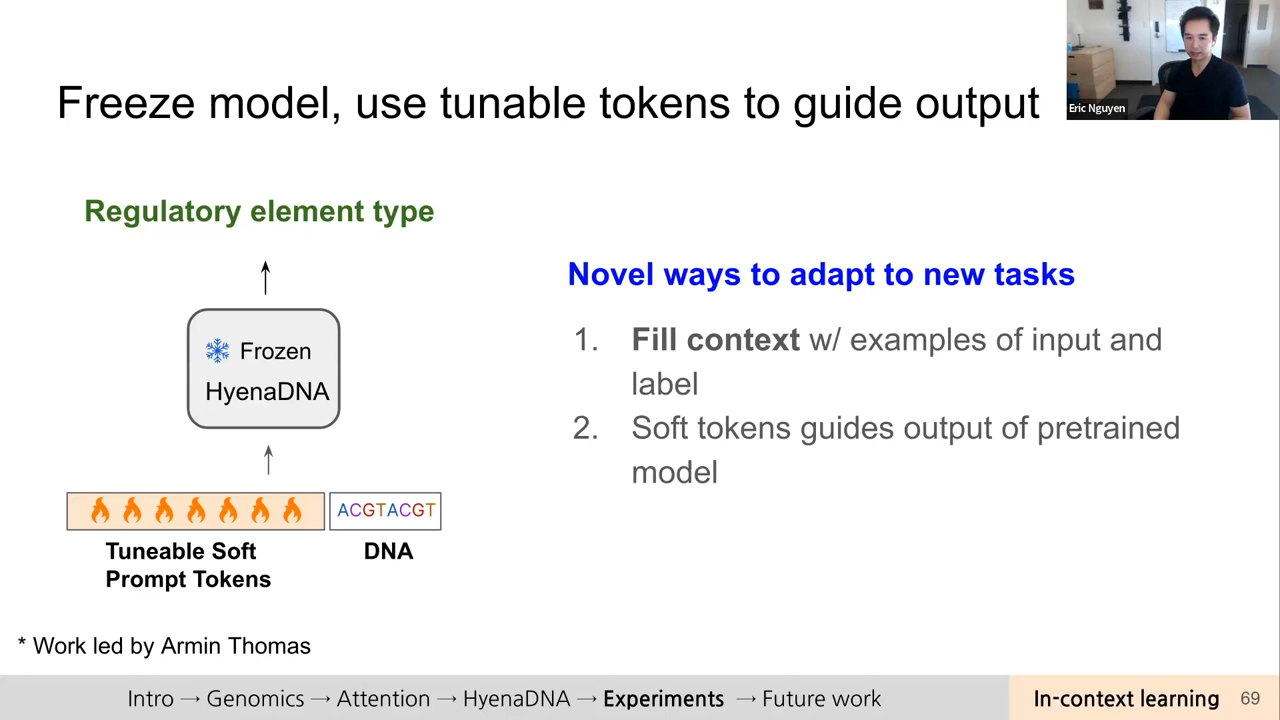 Freeze model, use tunable tokens to guide output
Eric Nguyen
Regulatory element type
Frozen
HyenaDNA
ACGTACGT
Tuneable Soft
Prompt Tokens
DNA
Novel ways to adapt to new tasks
1. Fill context w/ examples of input and
label
2. Soft tokens guides output of pretrained
model
* Work led by Armin Thomas
Intro → Genomics → Attention → HyenaDNA → Experiments → Future work
In-context learning 69